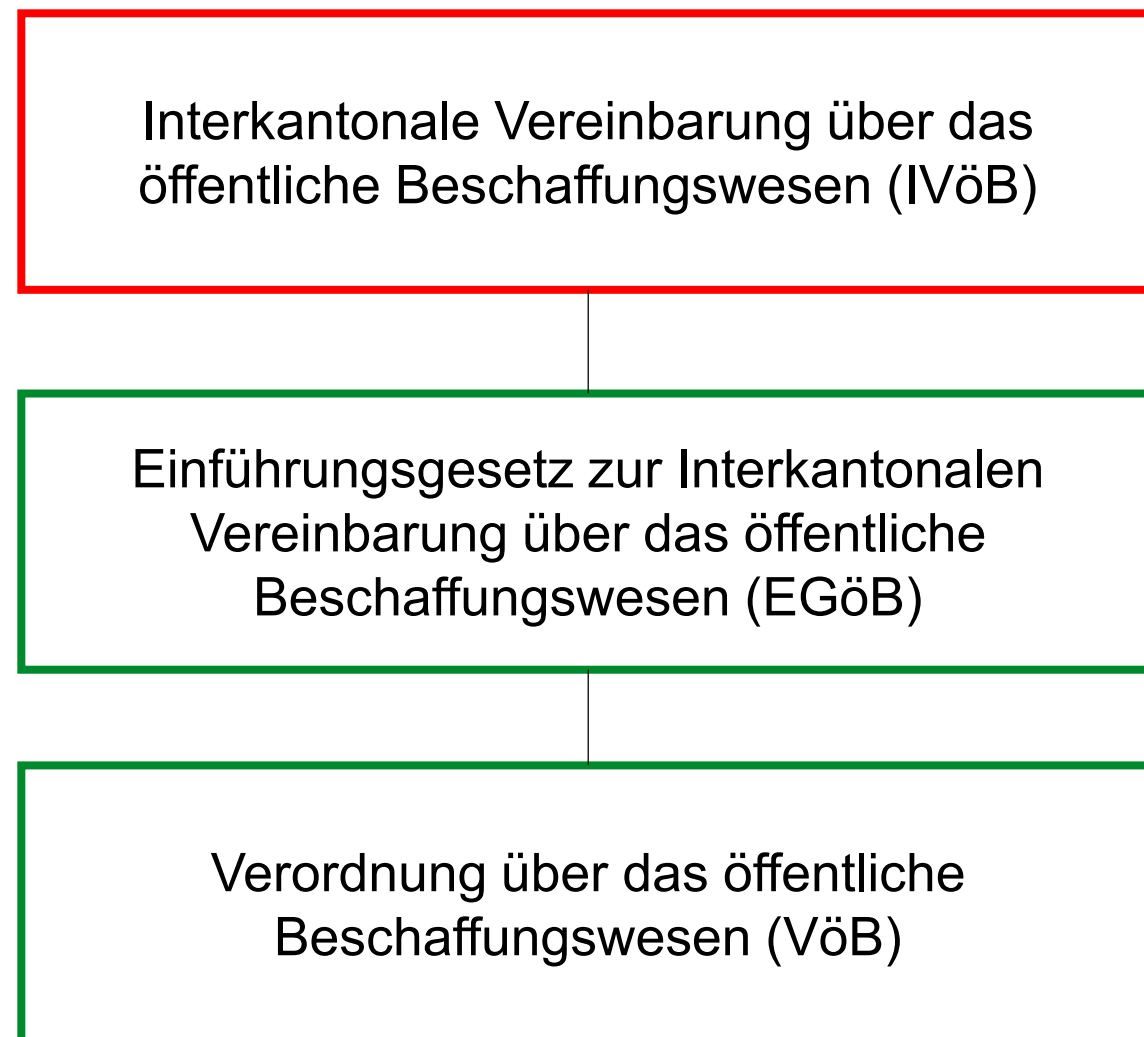 Interkantonale Vereinbarung über das
öffentliche Beschaffungswesen (IVöB)
Einführungsgesetz zur Interkantonalen
Vereinbarung über das öffentliche
Beschaffungswesen (EGöB)
Verordnung über das öffentliche
Beschaffungswesen (VöB)